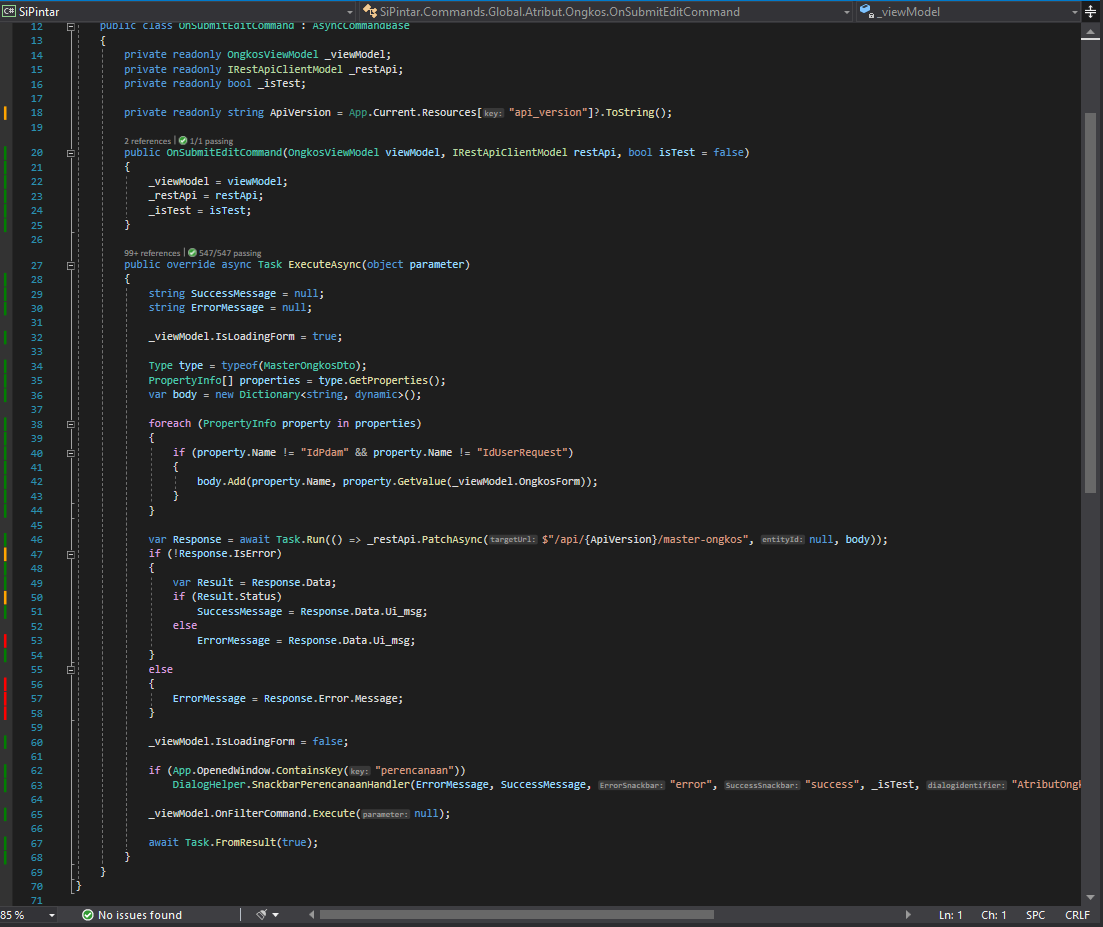 C# SiPintar
SiPintar.Commands.Global.Atribut.Ongkos.OnSubmitEditCommand
_viewModel
12 public class OnSubmitEditCommand : AsyncCommandBase
13 {
14 private readonly OngkosViewModel _viewModel;
15 private readonly IRestApiClientModel _restApi;
16 private readonly bool _isTest;
17
18 private readonly string ApiVersion = App.Current.Resources[key: "api_version"]?.ToString();
19
2 references | 1/1 passing
20 public OnSubmitEditCommand(OngkosViewModel viewModel, IRestApiClientModel restApi, bool isTest = false)
21 {
22 _viewModel = viewModel;
23 _restApi = restApi;
24 _isTest = isTest;
25 }
26
99+ references | 547/547 passing
27 public override async Task ExecuteAsync(object parameter)
28 {
29 string SuccessMessage = null;
30 string ErrorMessage = null;
31
32 _viewModel.IsLoadingForm = true;
33
34 Type type = typeof(MasterOngkosDto);
35 PropertyInfo[] properties = type.GetProperties();
36 var body = new Dictionary<string, dynamic>();
37
38 foreach (PropertyInfo property in properties)
39 {
40 if (property.Name != "IdPdam" && property.Name != "IdUserRequest")
41 {
42 body.Add(property.Name, property.GetValue(_viewModel.OngkosForm));
43 }
44 }
45
46 var Response = await Task.Run(() => _restApi.PatchAsync(targetUrl: $"/api/{ApiVersion}/master-ongkos", entityId: null, body));
47 if (!Response.IsError)
48 {
49 var Result = Response.Data;
50 if (Result.Status)
51 SuccessMessage = Response.Data.Ui_msg;
52 else
53 ErrorMessage = Response.Data.Ui_msg;
54 }
55 else
56 {
57 ErrorMessage = Response.Error.Message;
58 }
59
60 _viewModel.IsLoadingForm = false;
61
62 if (App.OpenedWindow.ContainsKey(key: "perencanaan"))
63 DialogHelper.SnackbarPerencanaanHandler(ErrorMessage, SuccessMessage, ErrorSnackbar: "error", SuccessSnackbar: "success", _isTest, dialogidentifier: "AtributOngk
64
65 _viewModel.OnFilterCommand.Execute(parameter: null);
66
67 await Task.FromResult(true);
68 }
69 }
70 }
71
85 % No issues found Ln: 1 Ch: 1 SPC CRLF